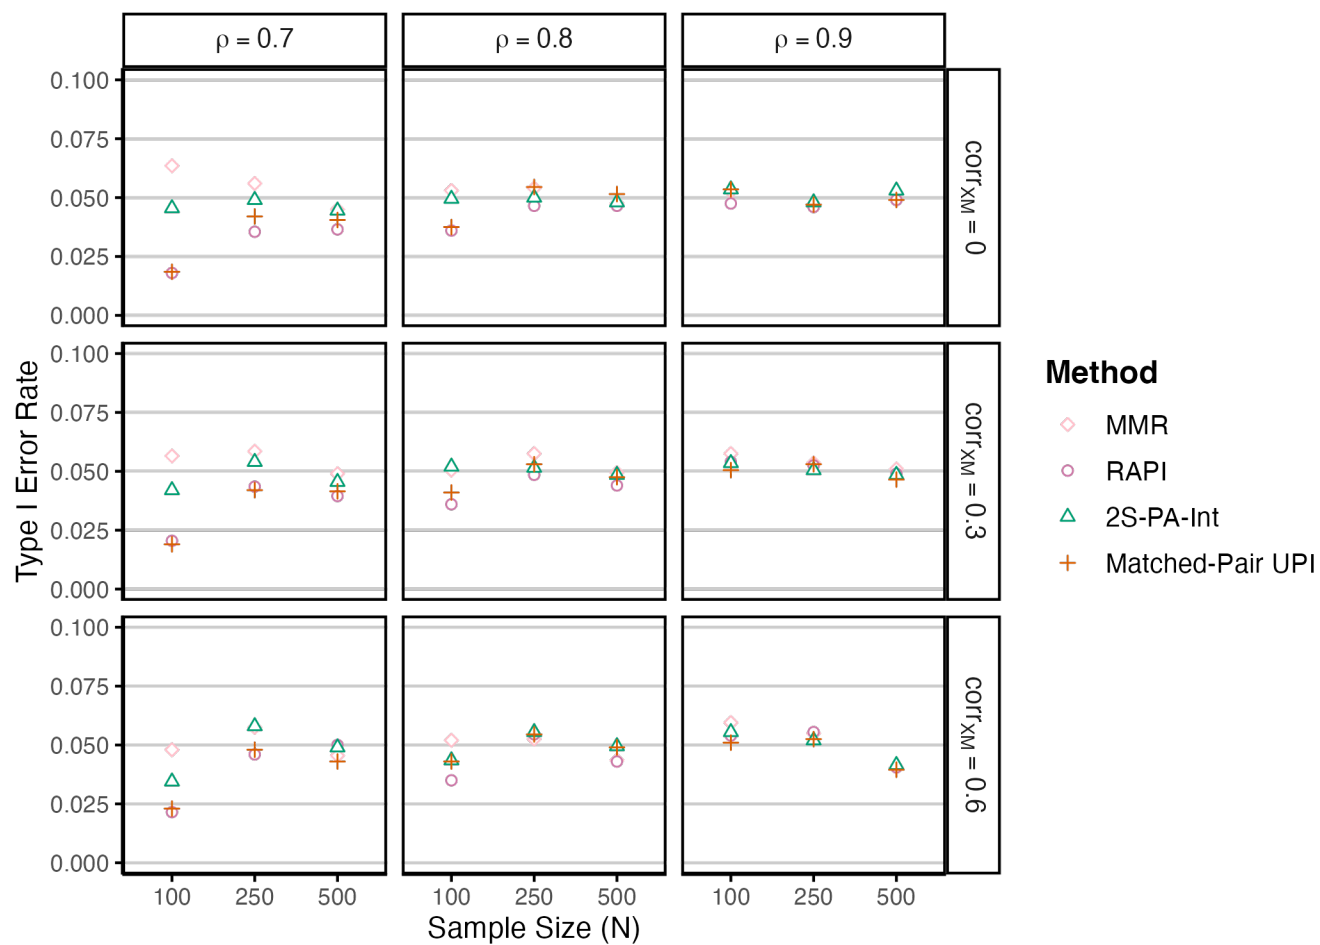 ρ = 0.7
ρ = 0.8
ρ = 0.9
Type I Error Rate
0.100
0.075
0.050
0.025
0.000
corrXM = 0
0.100
0.075
0.050
0.025
0.000
corrXM = 0.3
0.100
0.075
0.050
0.025
0.000
corrXM = 0.6
100
250
500
100
250
500
100
250
500
Sample Size (N)
Method
MMR
RAPI
2S-PA-Int
Matched-Pair UPI